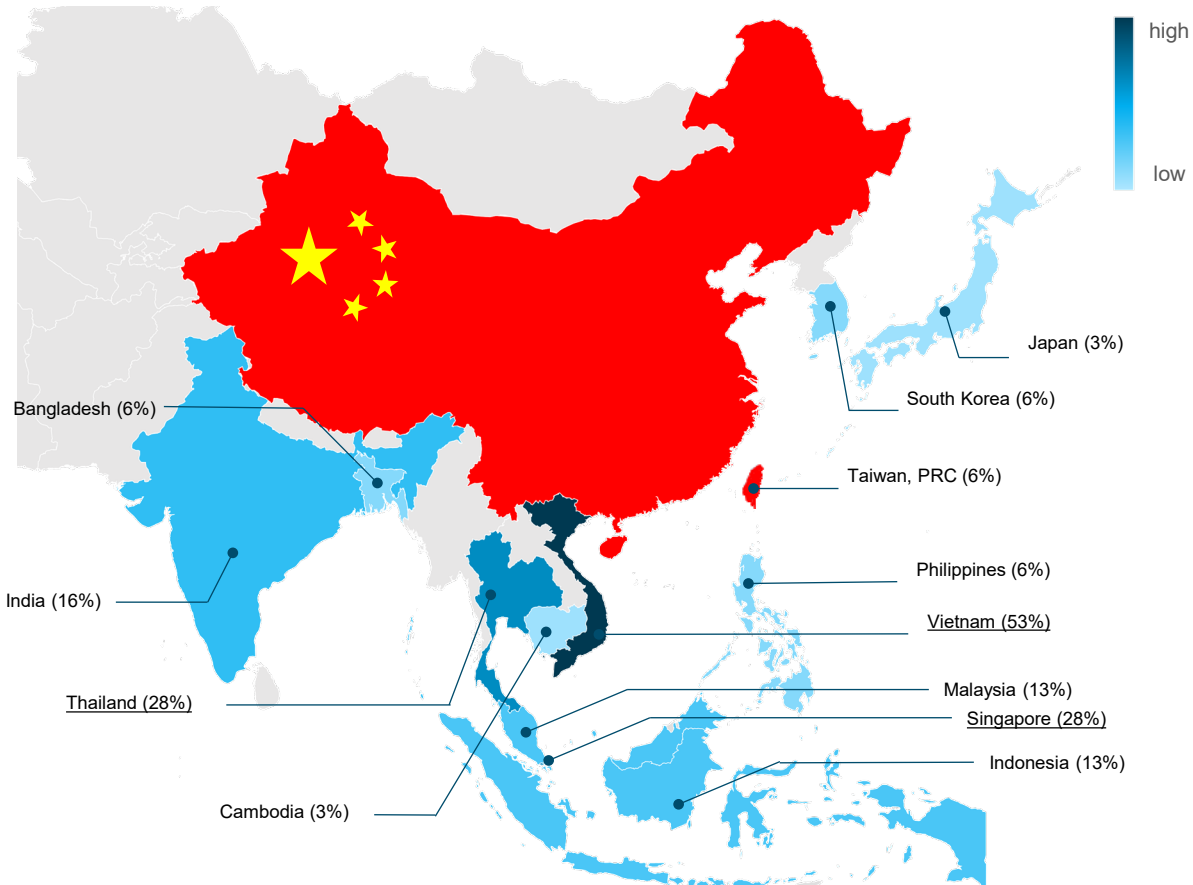 high
low
Japan (3%)
South Korea (6%)
Bangladesh (6%)
Taiwan, PRC (6%)
Philippines (6%)
India (16%)
Vietnam (53%)
Thailand (28%)
Malaysia (13%)
Singapore (28%)
Indonesia (13%)
Cambodia (3%)